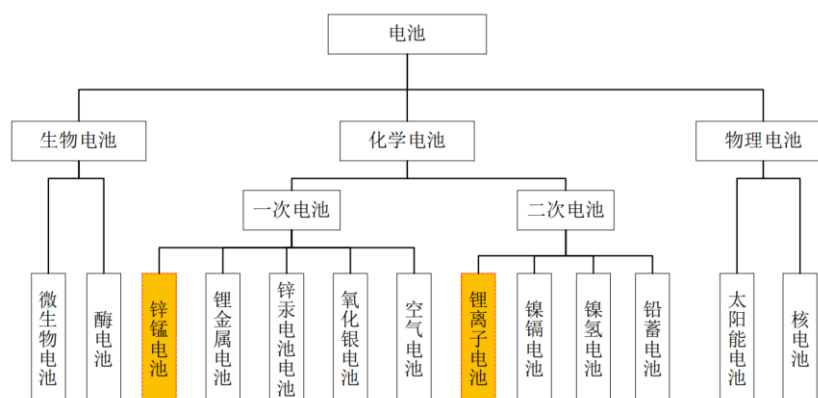 电池
生物电池
化学电池
物理电池
一次电池
二次电池
微生物电池
酶电池
锌锰电池
锂金属电池
锌汞电池电池
氧化银电池
空气电池
锂离子电池
镍镉电池
镍氢电池
铅蓄电池
太阳能电池
核电池